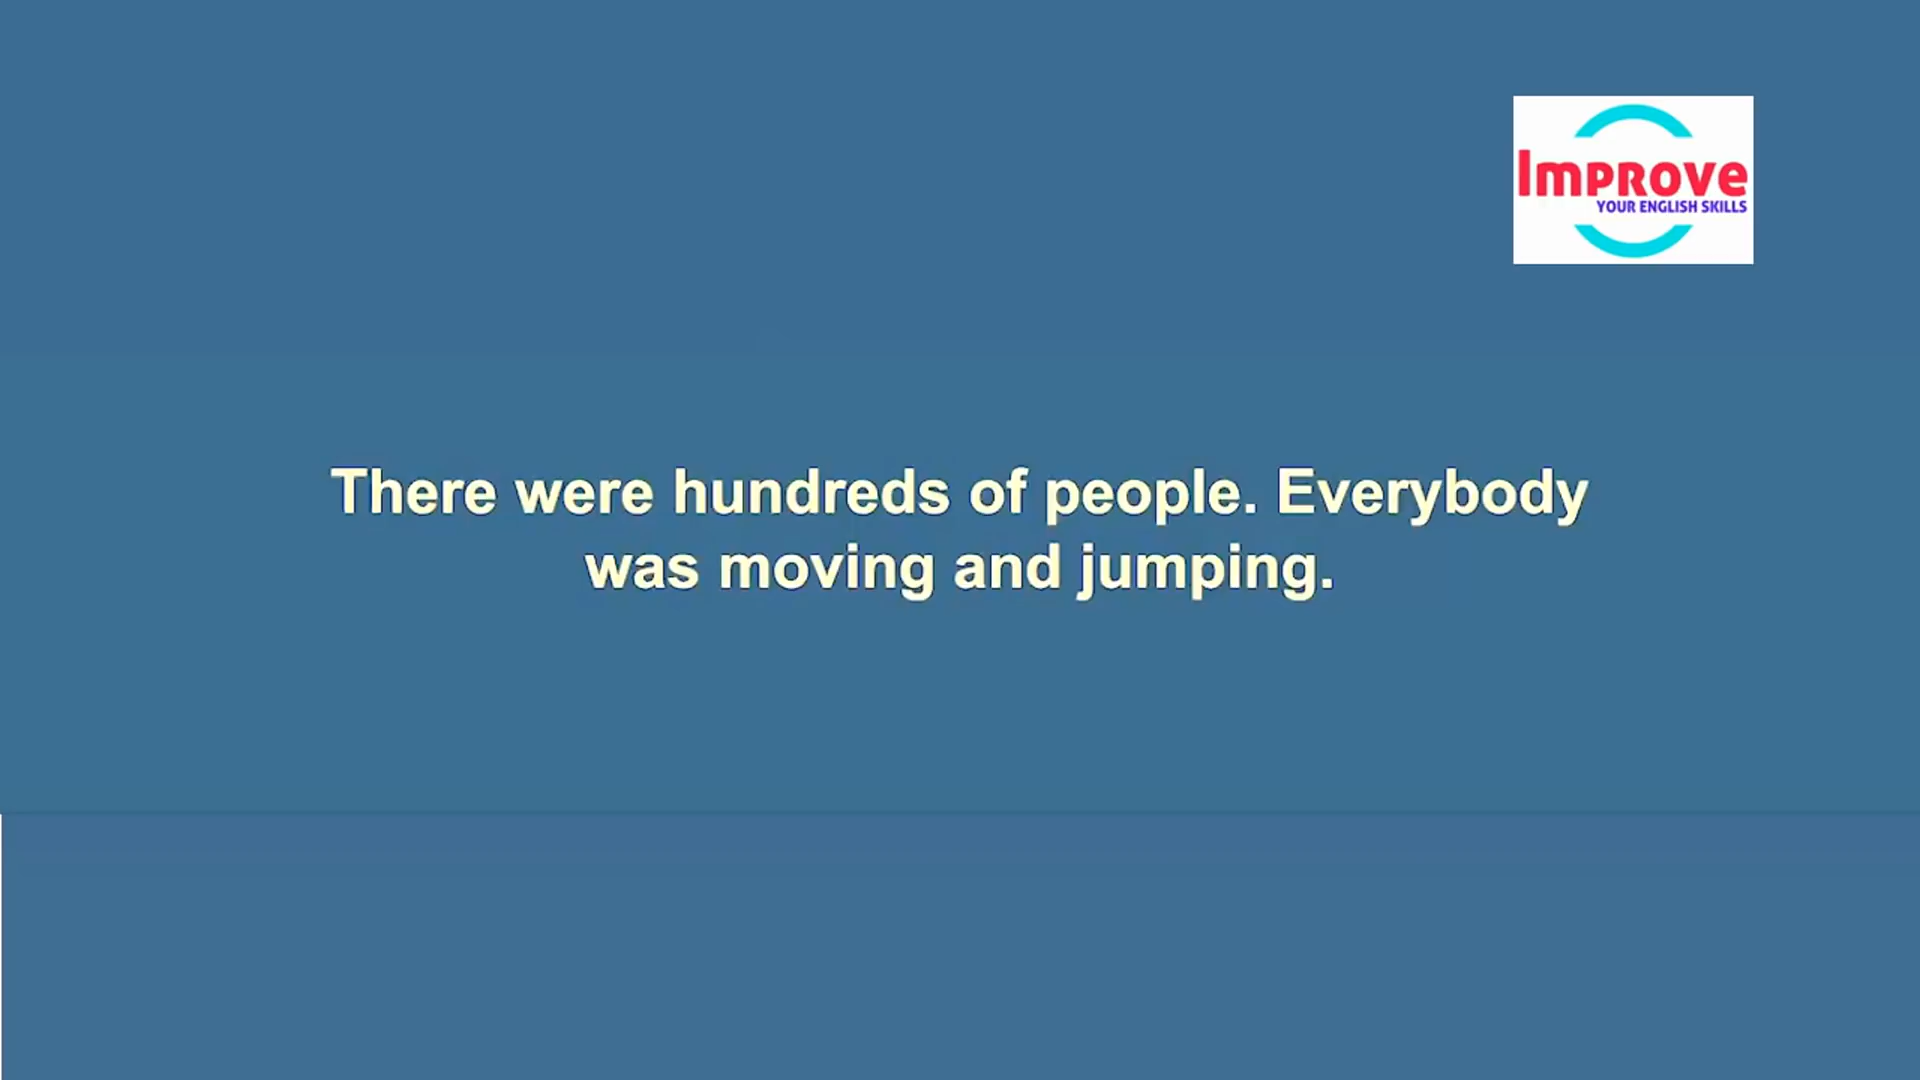 Improve
YOUR ENGLISH SKILLS
There were hundreds of people. Everybody
was moving and jumping.